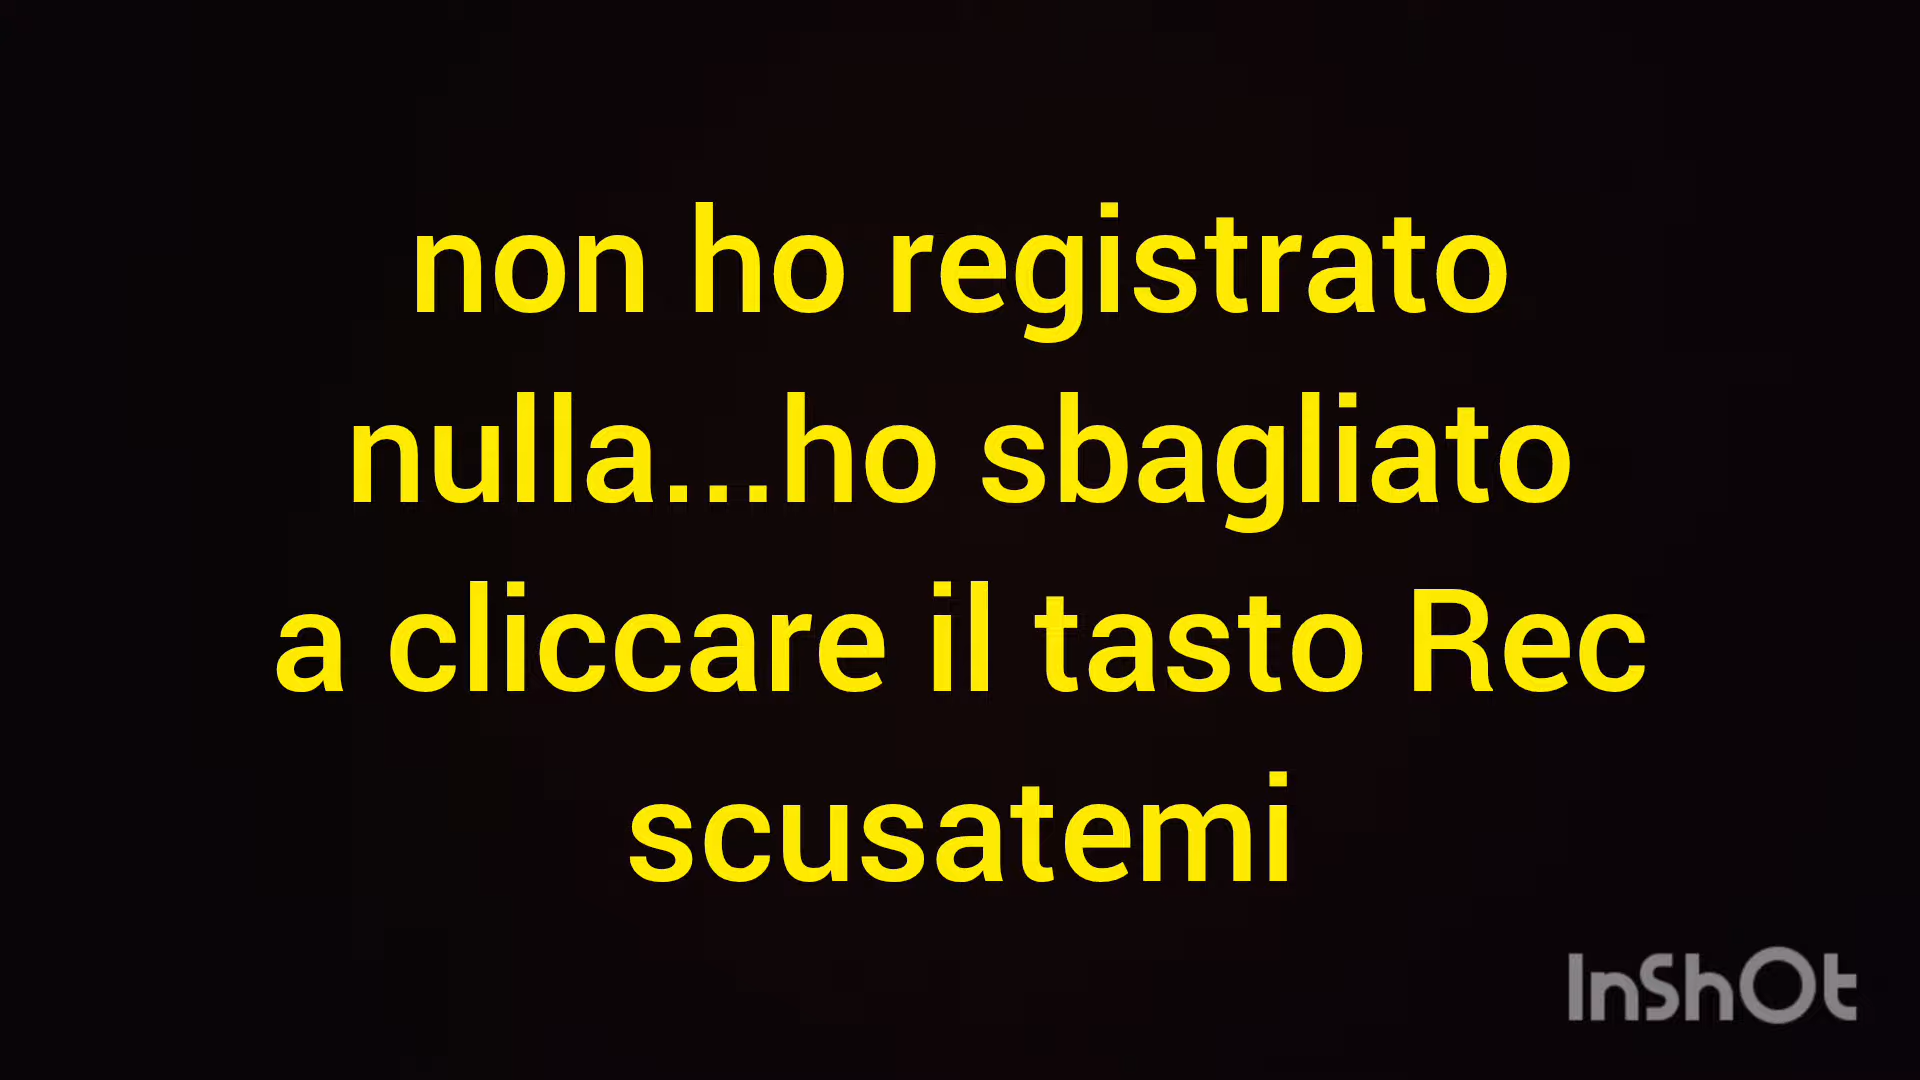 non ho registrato
nulla...ho sbagliato
a cliccare il tasto Rec
scusatemi
InShOt